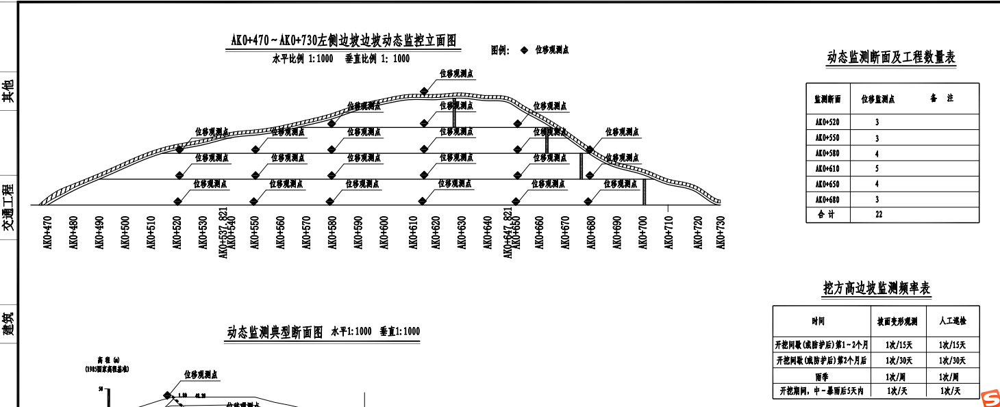 其他
交通工程
建筑
AK0+470～AK0+730左侧边坡边坡动态监控立面图
水平比例 1:1000 垂直比例 1: 1000
图例: 位移观测点
位移观测点
位移观测点 位移观测点 位移观测点
位移观测点 位移观测点 位移观测点 位移观测点 位移观测点 位移观测点
位移观测点 位移观测点 位移观测点 位移观测点 位移观测点 位移观测点
位移观测点 位移观测点 位移观测点 位移观测点 位移观测点 位移观测点
AK0+470
AK0+480
AK0+490
AK0+500
AK0+510
AK0+520
AK0+530
AK0+537.821
AK0+540
AK0+550
AK0+560
AK0+570
AK0+580
AK0+590
AK0+600
AK0+610
AK0+620
AK0+630
AK0+640
AK0+647.821
AK0+650
AK0+660
AK0+670
AK0+680
AK0+690
AK0+700
AK0+710
AK0+720
AK0+730
动态监测断面及工程数量表
监测断面 位移监测点 备 注
AK0+520 3
AK0+550 3
AK0+580 4
AK0+610 5
AK0+650 4
AK0+680 3
合 计 22
挖方高边坡监测频率表
时间 坡面变形观测 人工巡检
开挖间歇(或防护后)第1~2个月 1次/15天 1次/15天
开挖间歇(或防护后)第2个月后 1次/30天 1次/30天
雨季 1次/周 1次/周
开挖期间，中~暴雨后5天内 1次/天 1次/天
动态监测典型断面图 水平1:1000 垂直1:1000
高 程 (m)
(1985国家高程基准)
50
位移观测点
位移观测点